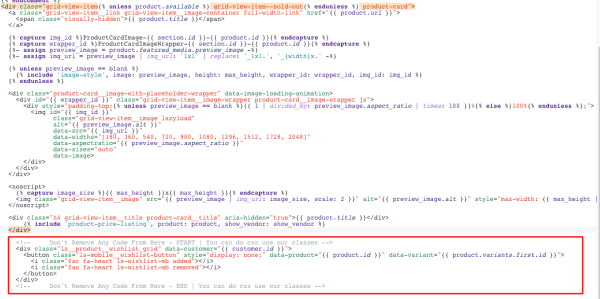 <div class="grid-view-item{% unless product.available %} grid-view-item--sold-out{% endunless %} product-card">
<a class="grid-view-item__link grid-view-item__image-container full-width-link" href="{{ product.url }}">
<span class="visually-hidden">{{ product.title }}</span>
</a>
{% capture img_id %}ProductCardImage-{{ section.id }}-{{ product.id }}{% endcapture %}
{% capture wrapper_id %}ProductCardImageWrapper-{{ section.id }}-{{ product.id }}{% endcapture %}
{%- assign preview_image = product.featured_media.preview_image -%}
{%- assign img_url = preview_image | img_url: '1x1' | replace: '_1x1.', '_{width}x.' -%}
{% unless preview_image == blank %}
{% include 'image-style', image: preview_image, height: max_height, wrapper_id: wrapper_id, img_id: img_id %}
{% endunless %}
<div class="product-card__image-with-placeholder-wrapper" data-image-loading-animation>
<div id="{{ wrapper_id }}" class="grid-view-item__image-wrapper product-card__image-wrapper js">
<div style="padding-top:{% unless preview_image == blank %}{{ 1 | divided_by: preview_image.aspect_ratio | times: 100 }}%{% else %}100%{% endunless %};">
<img id="{{ img_id }}"
class="grid-view-item__image lazyload"
alt="{{ preview_image.alt }}"
data-src="{{ img_url }}"
data-widths="[180, 360, 540, 720, 900, 1080, 1296, 1512, 1728, 2048]"
data-aspectratio="{{ preview_image.aspect_ratio }}"
data-sizes="auto"
data-image>
</div>
</div>
</div>
<noscript>
{% capture image_size %}{{ max_height }}x{{ max_height }}{% endcapture %}
<img class="grid-view-item__image" src="{{ preview_image | img_url: image_size, scale: 2 }}" alt="{{ preview_image.alt }}" style="max-width: {{ max_height |
</noscript>
<div class="h4 grid-view-item__title product-card__title" aria-hidden="true">{{ product.title }}</div>
{% include 'product-price-listing', product: product, show_vendor: show_vendor %}
</div>
<!-- Don't Remove Any Code From Here - START | You can do css use our classes -->
<div class="ls__product__wishlist_grid" data-customer="{{ customer.id }}">
<button class="ls-mobile__wishlist-button" style="display: none;" data-product="{{ product.id }}" data-variant="{{ product.variants.first.id }}">
<i class="far fa-heart ls-wishlist-mb added"></i>
<i class="fas fa-heart ls-wishlist-mb removed"></i>
</button>
</div>
<!-- Don't Remove Any Code From Here - END | You can do css use our classes -->